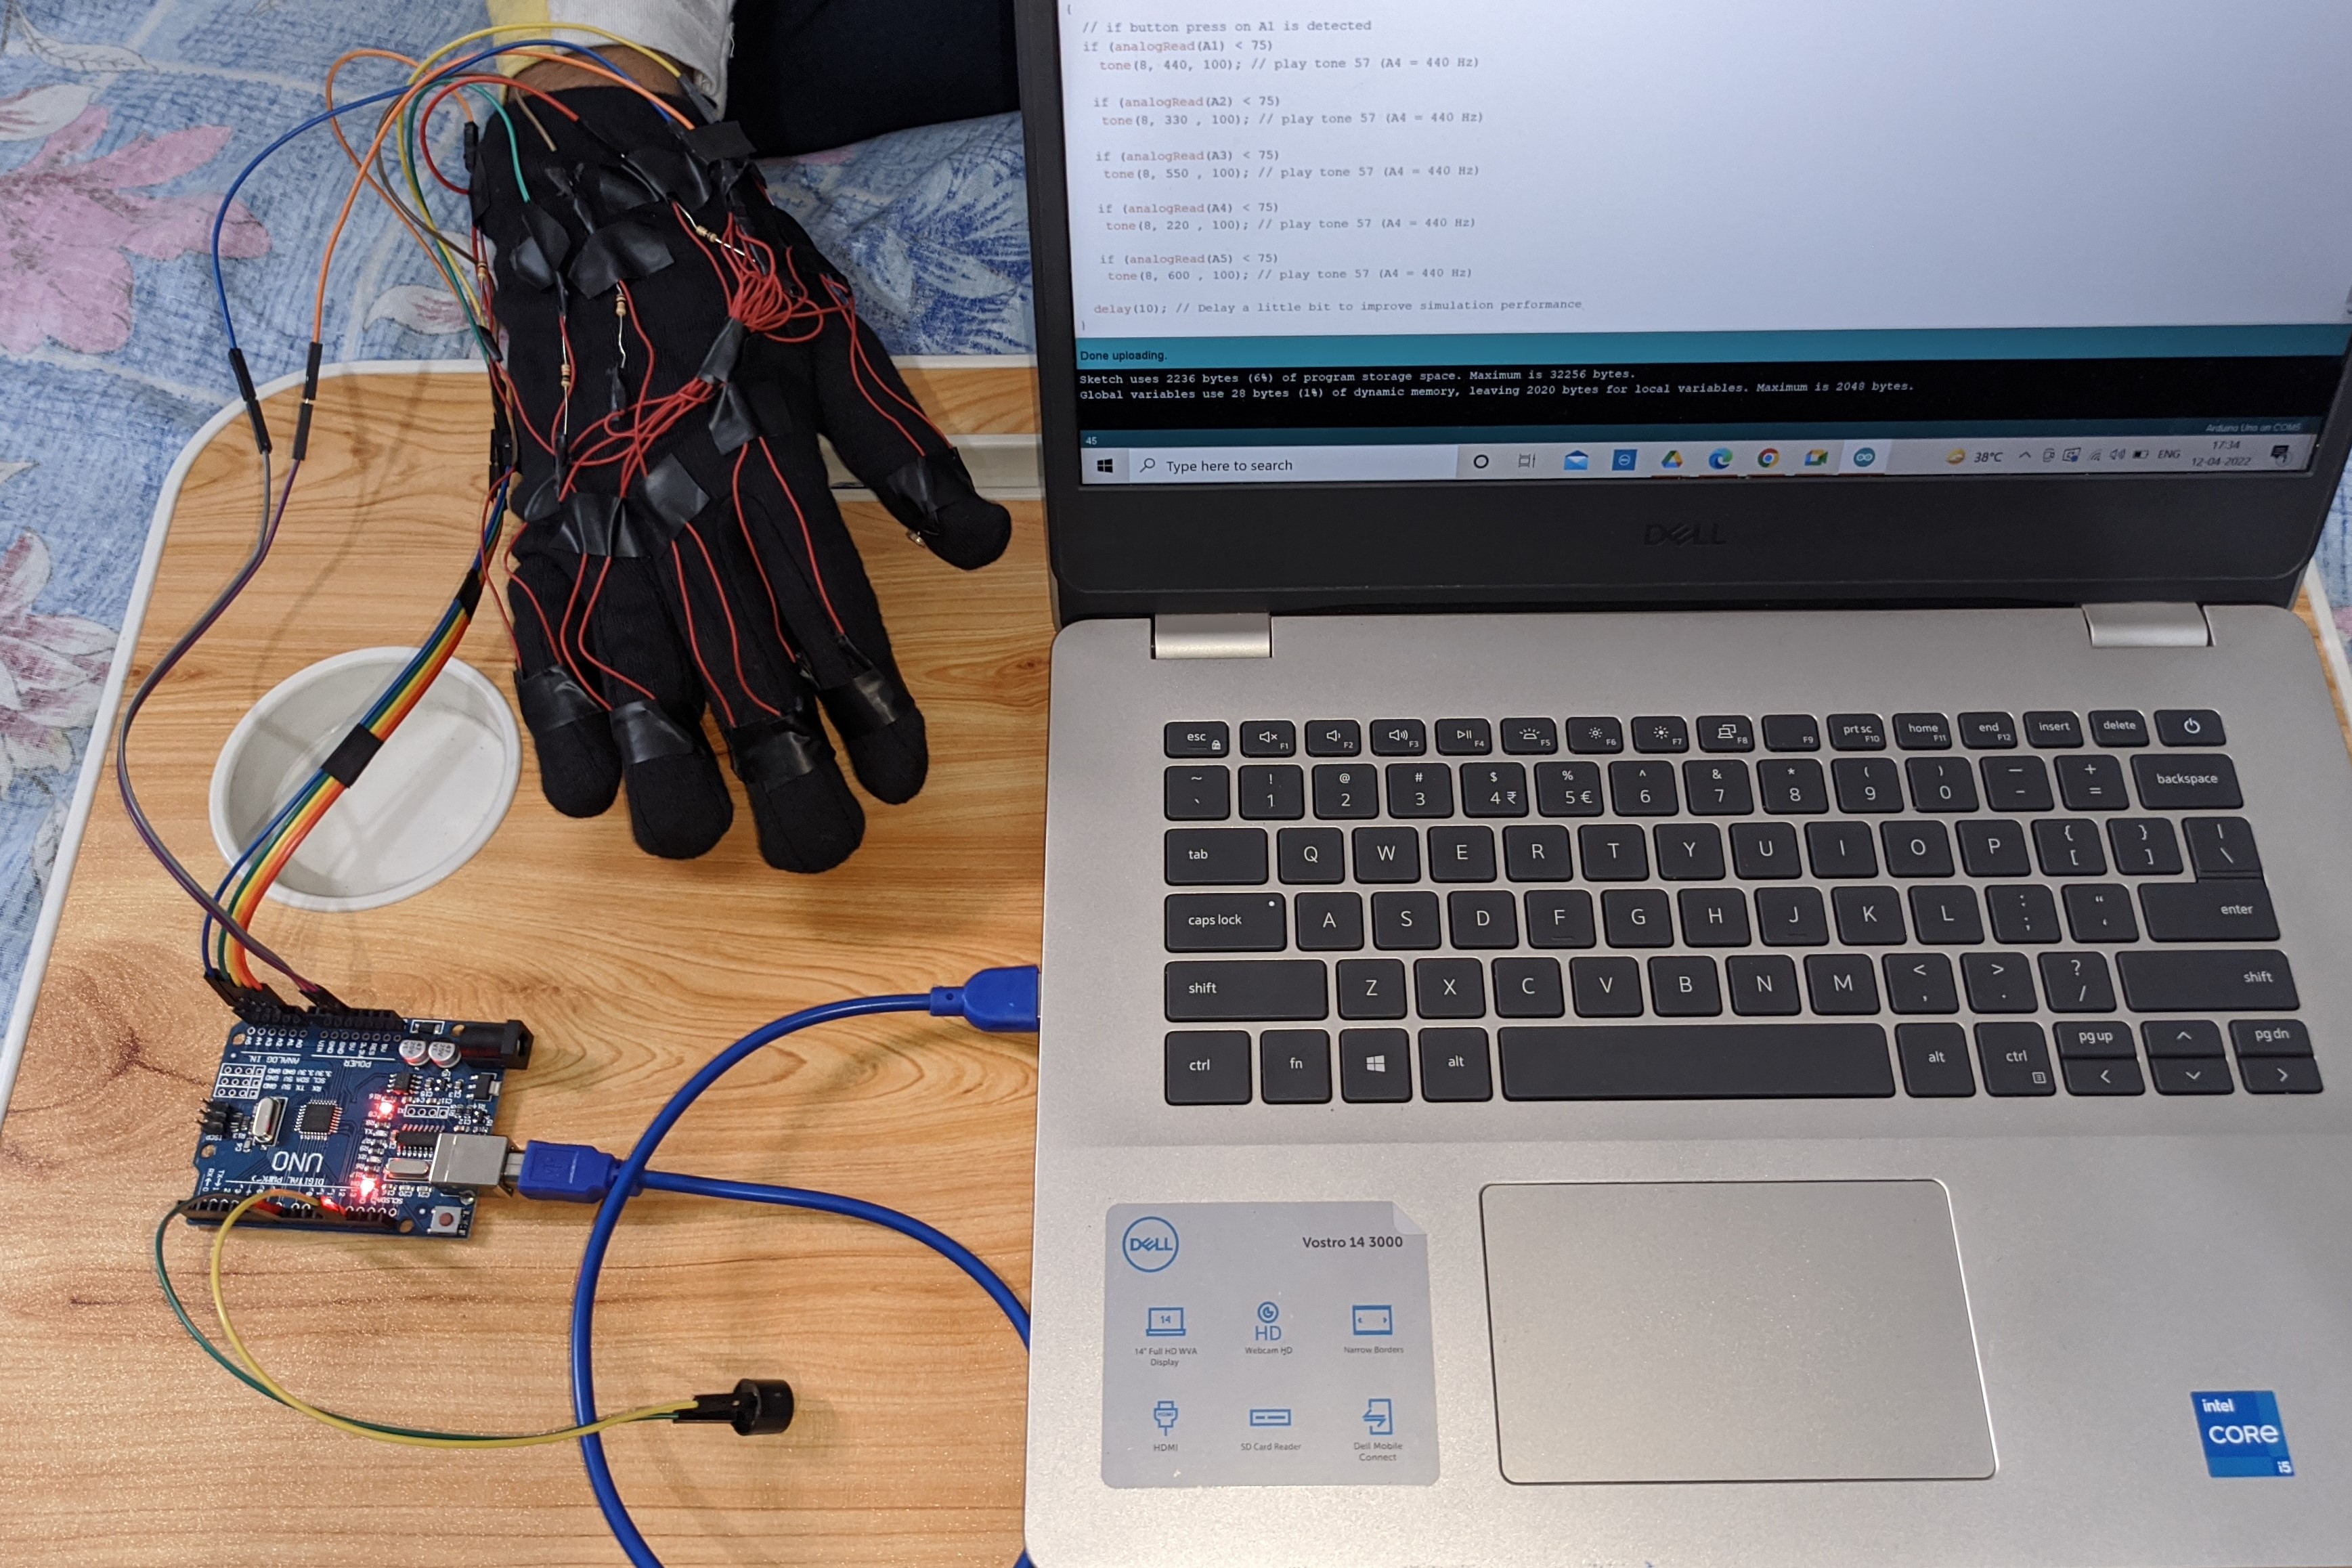 {
// if button press on A1 is detected
if (analogRead(A1) < 75)
tone(8, 440, 100); // play tone 57 (A4 = 440 Hz)
if (analogRead(A2) < 75)
tone(8, 330 , 100); // play tone 57 (A4 = 440 Hz)
if (analogRead(A3) < 75)
tone(8, 550 , 100); // play tone 57 (A4 = 440 Hz)
if (analogRead(A4) < 75)
tone(8, 220 , 100); // play tone 57 (A4 = 440 Hz)
if (analogRead(A5) < 75)
tone(8, 600 , 100); // play tone 57 (A4 = 440 Hz)
delay(10); // Delay a little bit to improve simulation performance
}
Done uploading.
Sketch uses 2236 bytes (6%) of program storage space. Maximum is 32256 bytes.
Global variables use 28 bytes (1%) of dynamic memory, leaving 2020 bytes for local variables. Maximum is 2048 bytes.
45
Arduino Uno on COM5
Type here to search
38°C
ENG
17:34
12-04-2022
DELL
esc F1 F2 F3 F4 F5 F6 F7 F8 F9 prt sc F10 home F11 end F12 insert delete
~ ! @ # $ % ^ & * ( ) — +
` 1 2 3 4 ₹ 5 € 6 7 8 9 0 - = backspace
tab Q W E R T Y U I O P { [ } ] | \
caps lock A S D F G H J K L : ; " ' enter
shift Z X C V B N M < , > . ? / shift
ctrl fn alt alt ctrl pg up pg dn
ANALOG IN
POWER
UNO
DIGITAL
DELL
Vostro 14 3000
14
14" Full HD WVA
Display
HD
Webcam HD
Narrow Borders
HDMI
SD Card Reader
Dell Mobile
Connect
intel
CORE
i5